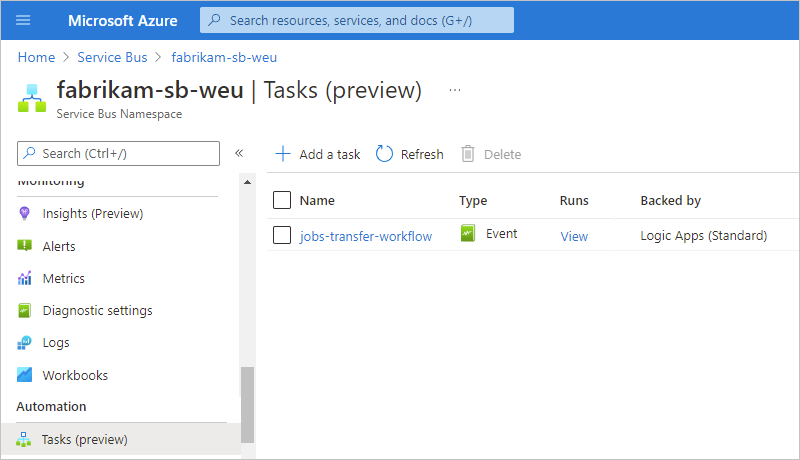 Microsoft Azure
Search resources, services, and docs (G+/)
Home > Service Bus > fabrikam-sb-weu
fabrikam-sb-weu | Tasks (preview) ...
Service Bus Namespace
Search (Ctrl+/) «
Add a task Refresh Delete
Monitoring
Insights (Preview)
Alerts
Metrics
Diagnostic settings
Logs
Workbooks
Automation
Tasks (preview)
Name Type Runs Backed by
jobs-transfer-workflow Event View Logic Apps (Standard)